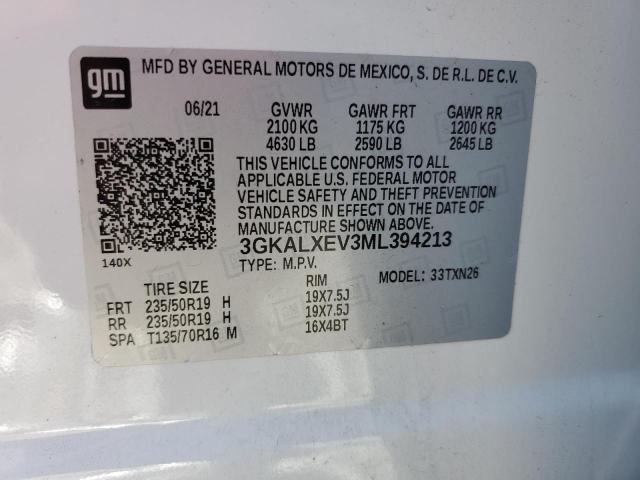 gm
MFD BY GENERAL MOTORS DE MEXICO, S. DE R.L. DE C.V.
06/21 GVWR GAWR FRT GAWR RR
2100 KG 1175 KG 1200 KG
4630 LB 2590 LB 2645 LB
THIS VEHICLE CONFORMS TO ALL
APPLICABLE U.S. FEDERAL MOTOR
VEHICLE SAFETY AND THEFT PREVENTION
STANDARDS IN EFFECT ON THE DATE OF
MANUFACTURE SHOWN ABOVE.
3GKALXEV3ML394213
140X TYPE: M.P.V. MODEL: 33TXN26
TIRE SIZE RIM
FRT 235/50R19 H 19X7.5J
RR 235/50R19 H 19X7.5J
SPA T135/70R16 M 16X4BT